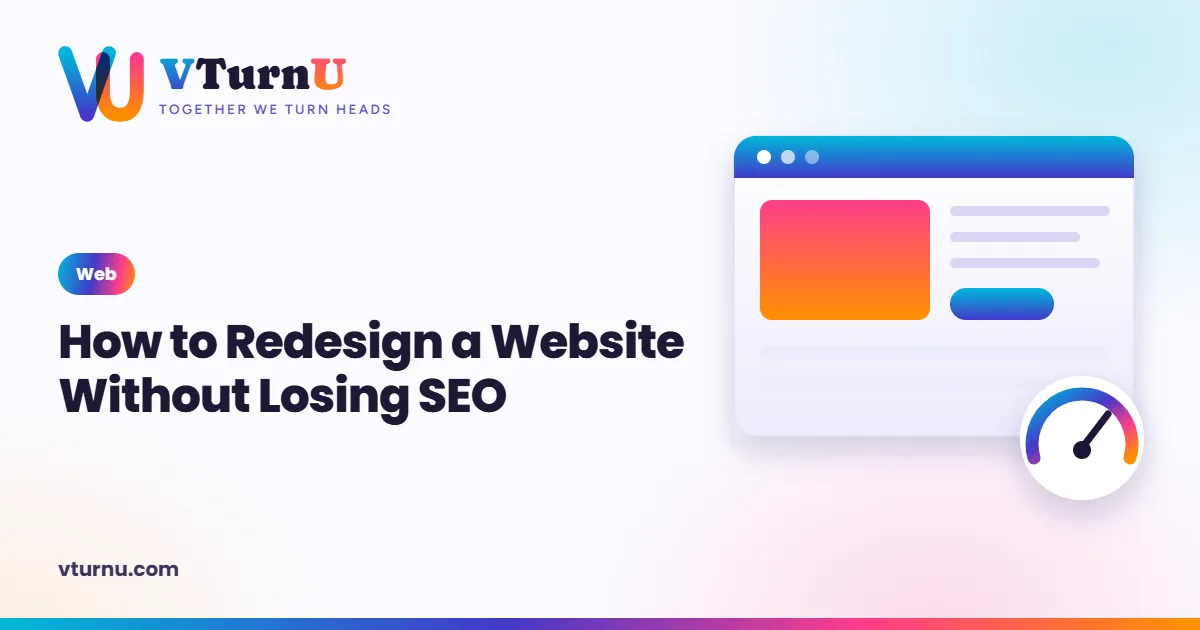 VTurnU
TOGETHER WE TURN HEADS
Web
How to Redesign a Website
Without Losing SEO
vturnu.com